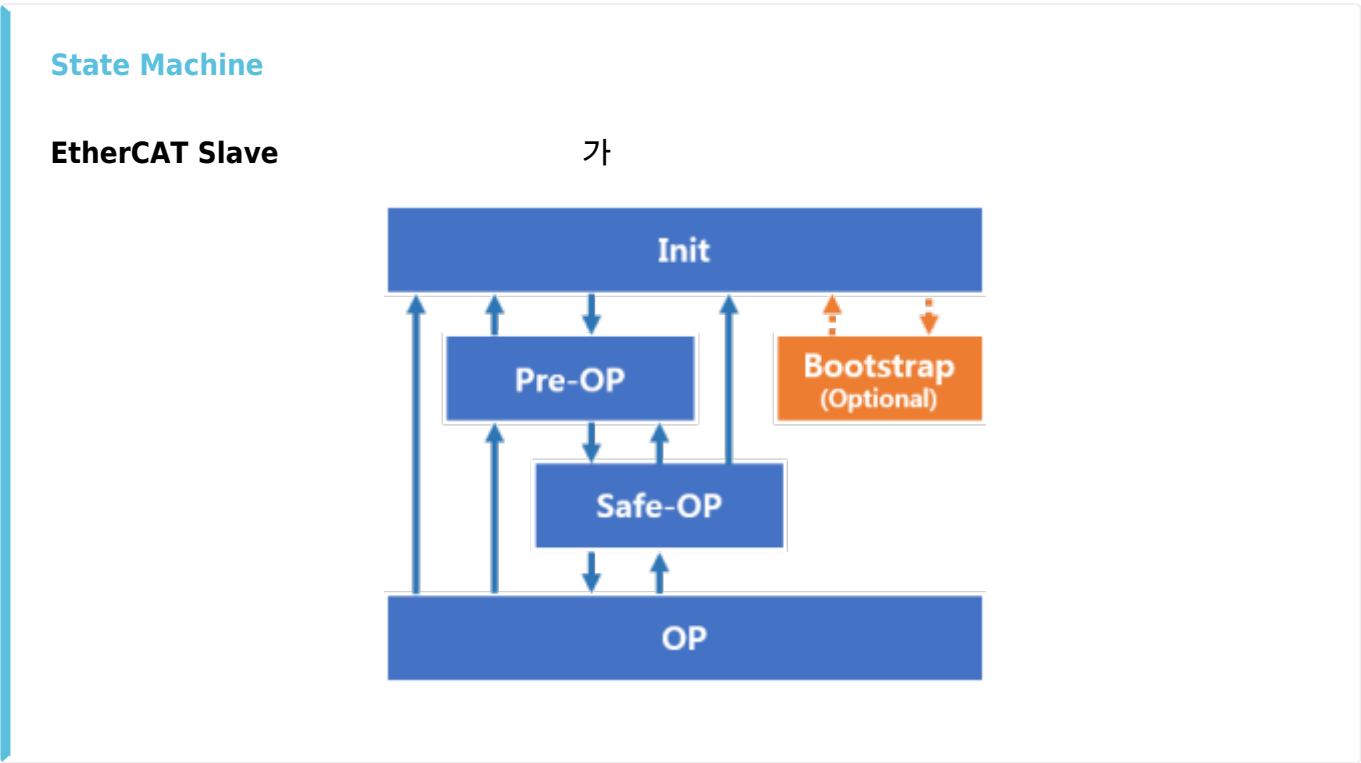 State Machine
EtherCAT Slave 가
Init
Pre-OP
Bootstrap
(Optional)
Safe-OP
OP